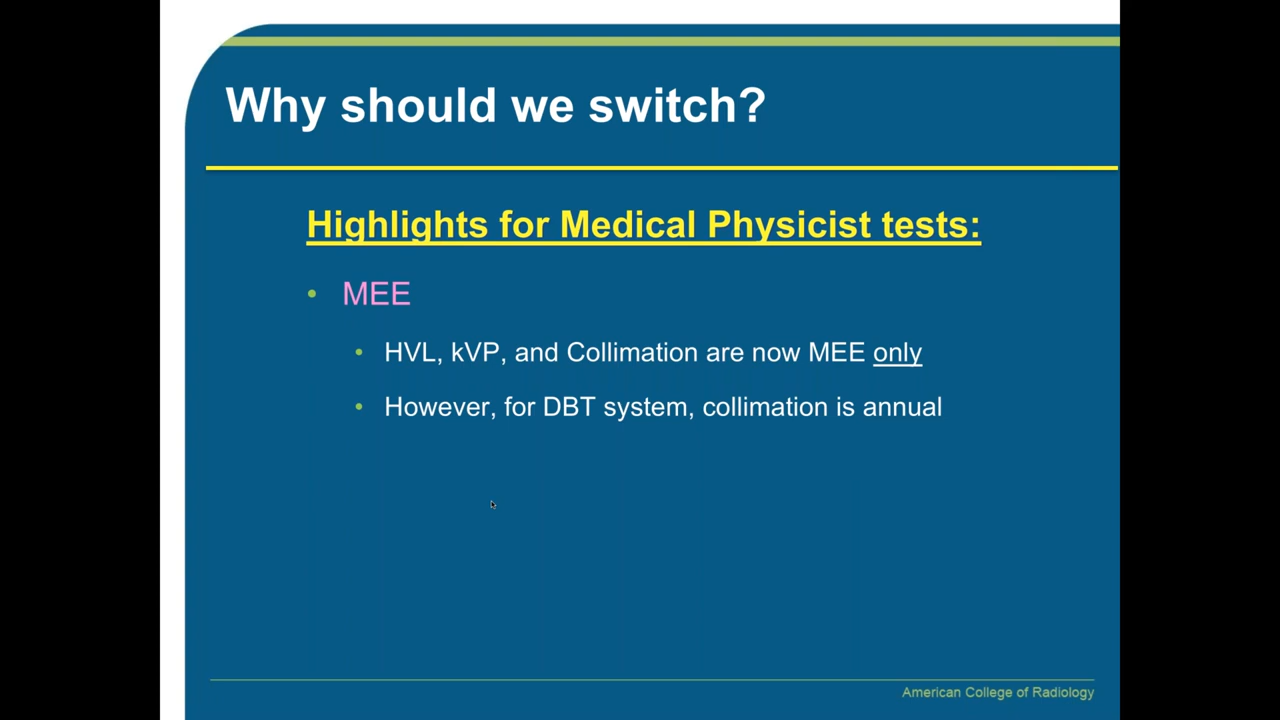 Why should we switch?
Highlights for Medical Physicist tests:
• MEE
• HVL, kVP, and Collimation are now MEE only
• However, for DBT system, collimation is annual
American College of Radiology